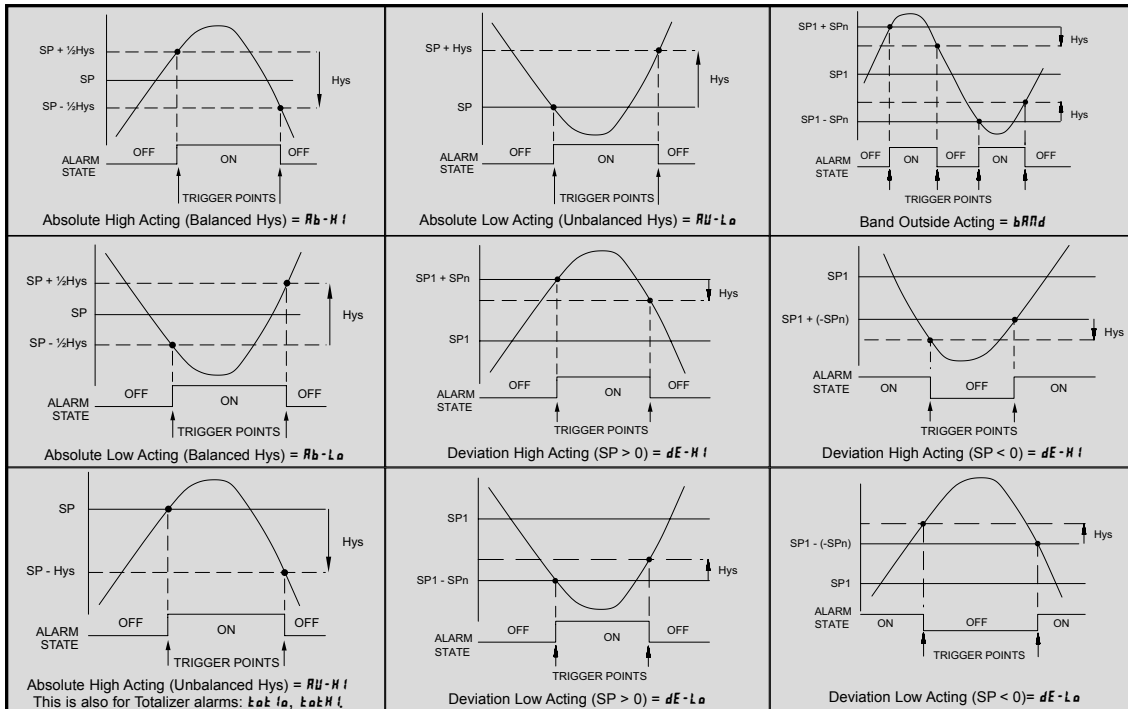 SP + ½Hys
SP
SP - ½Hys
Hys
OFF
ON
OFF
ALARM STATE
TRIGGER POINTS
Absolute High Acting (Balanced Hys) = Ab-HI
SP + Hys
SP
Hys
OFF
ON
OFF
ALARM STATE
TRIGGER POINTS
Absolute Low Acting (Unbalanced Hys) = AU-Lo
SP1 + SPn
SP1
SP1 - SPn
Hys
Hys
OFF
ON
OFF
ON
OFF
ALARM STATE
TRIGGER POINTS
Band Outside Acting = bANd
SP + ½Hys
SP
SP - ½Hys
Hys
OFF
ON
OFF
ALARM STATE
TRIGGER POINTS
Absolute Low Acting (Balanced Hys) = Ab-Lo
SP1 + SPn
SP1
Hys
OFF
ON
OFF
ALARM STATE
TRIGGER POINTS
Deviation High Acting (SP > 0) = dE-HI
SP1
SP1 + (-SPn)
Hys
ON
OFF
ON
ALARM STATE
TRIGGER POINTS
Deviation High Acting (SP < 0) = dE-HI
SP
SP - Hys
Hys
OFF
ON
OFF
ALARM STATE
TRIGGER POINTS
Absolute High Acting (Unbalanced Hys) = AU-HI
This is also for Totalizer alarms: totlo, totHI.
SP1
SP1 - SPn
Hys
OFF
ON
OFF
ALARM STATE
TRIGGER POINTS
Deviation Low Acting (SP > 0) = dE-Lo
SP1 - (-SPn)
SP1
Hys
ON
OFF
ON
ALARM STATE
TRIGGER POINTS
Deviation Low Acting (SP < 0)= dE-Lo